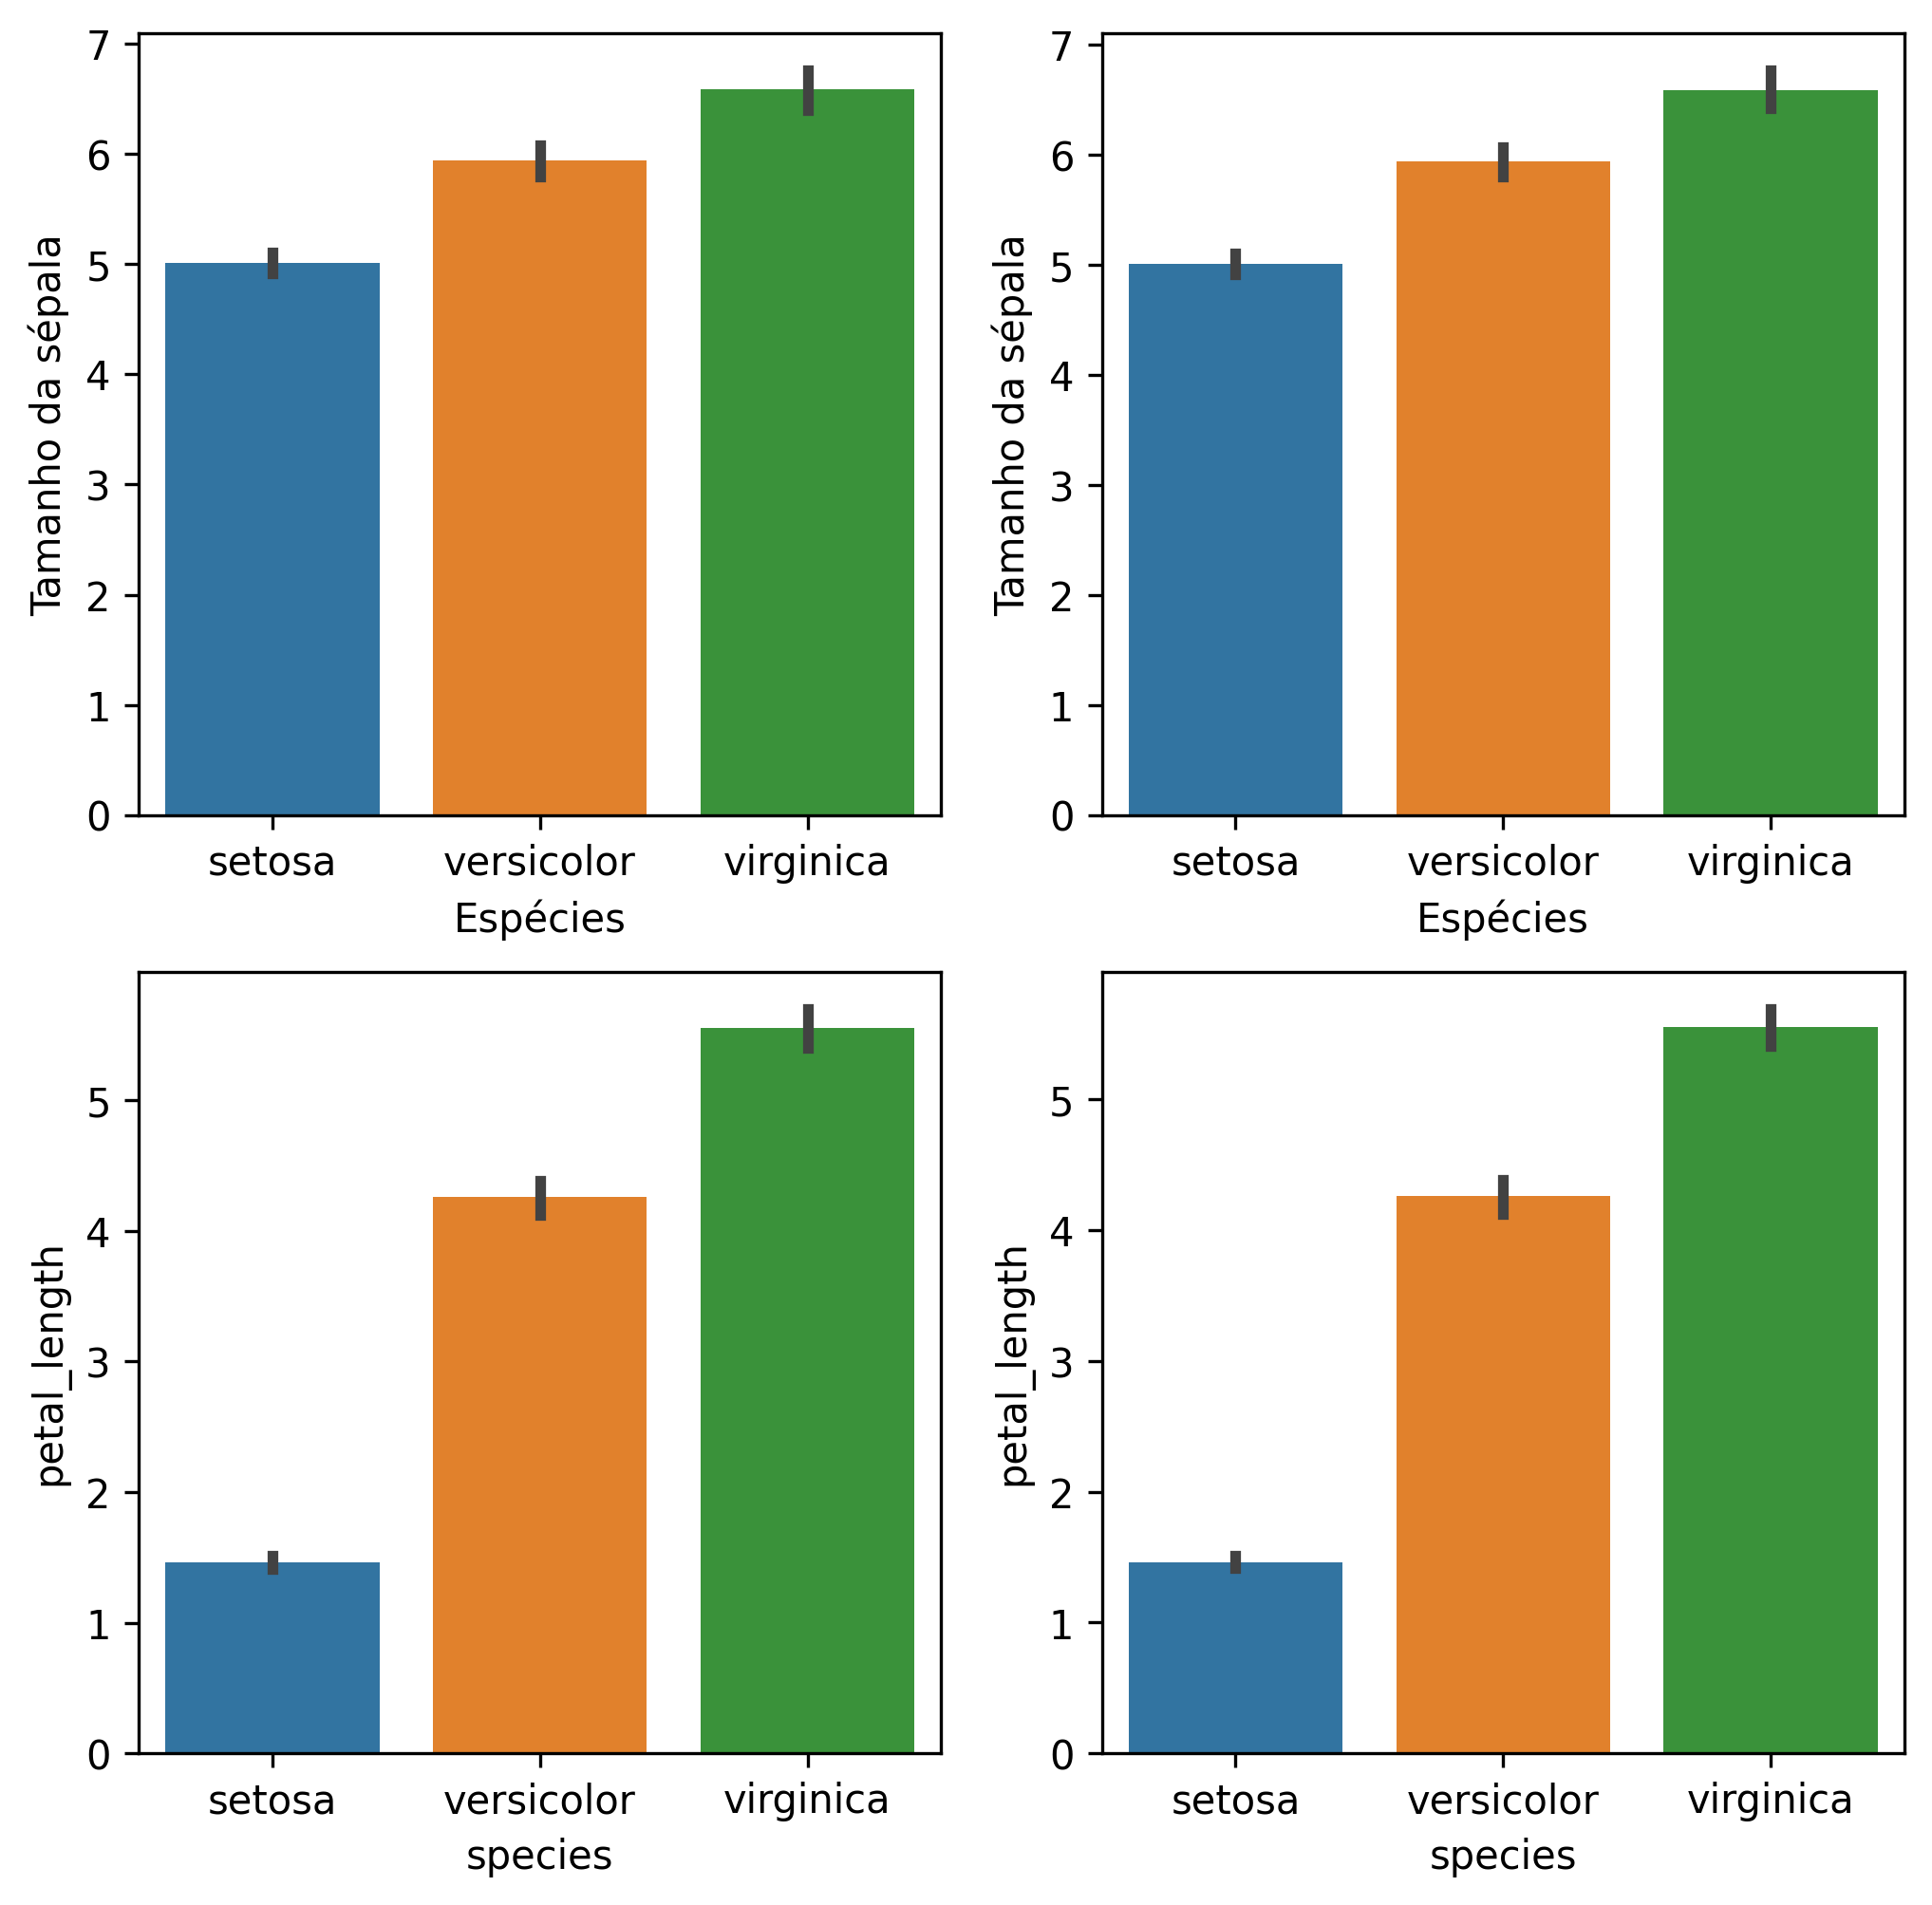 Tamanho da sépala
7
6
5
4
3
2
1
0
setosa versicolor virginica
Espécies
Tamanho da sépala
7
6
5
4
3
2
1
0
setosa versicolor virginica
Espécies
petal_length
5
4
3
2
1
0
setosa versicolor virginica
species
petal_length
5
4
3
2
1
0
setosa versicolor virginica
species